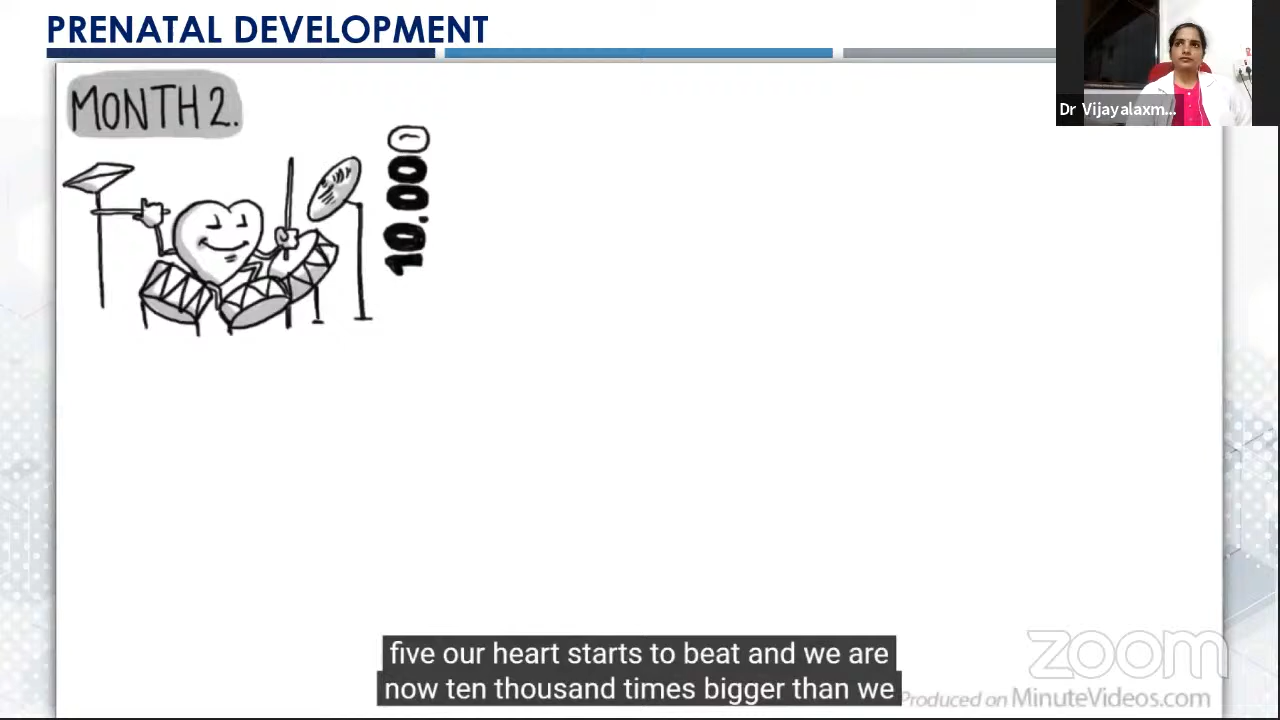 PRENATAL DEVELOPMENT
Dr Vijayalaxm...
MONTH 2.
10.000
five our heart starts to beat and we are
now ten thousand times bigger than we
zoom
Produced on MinuteVideos.com